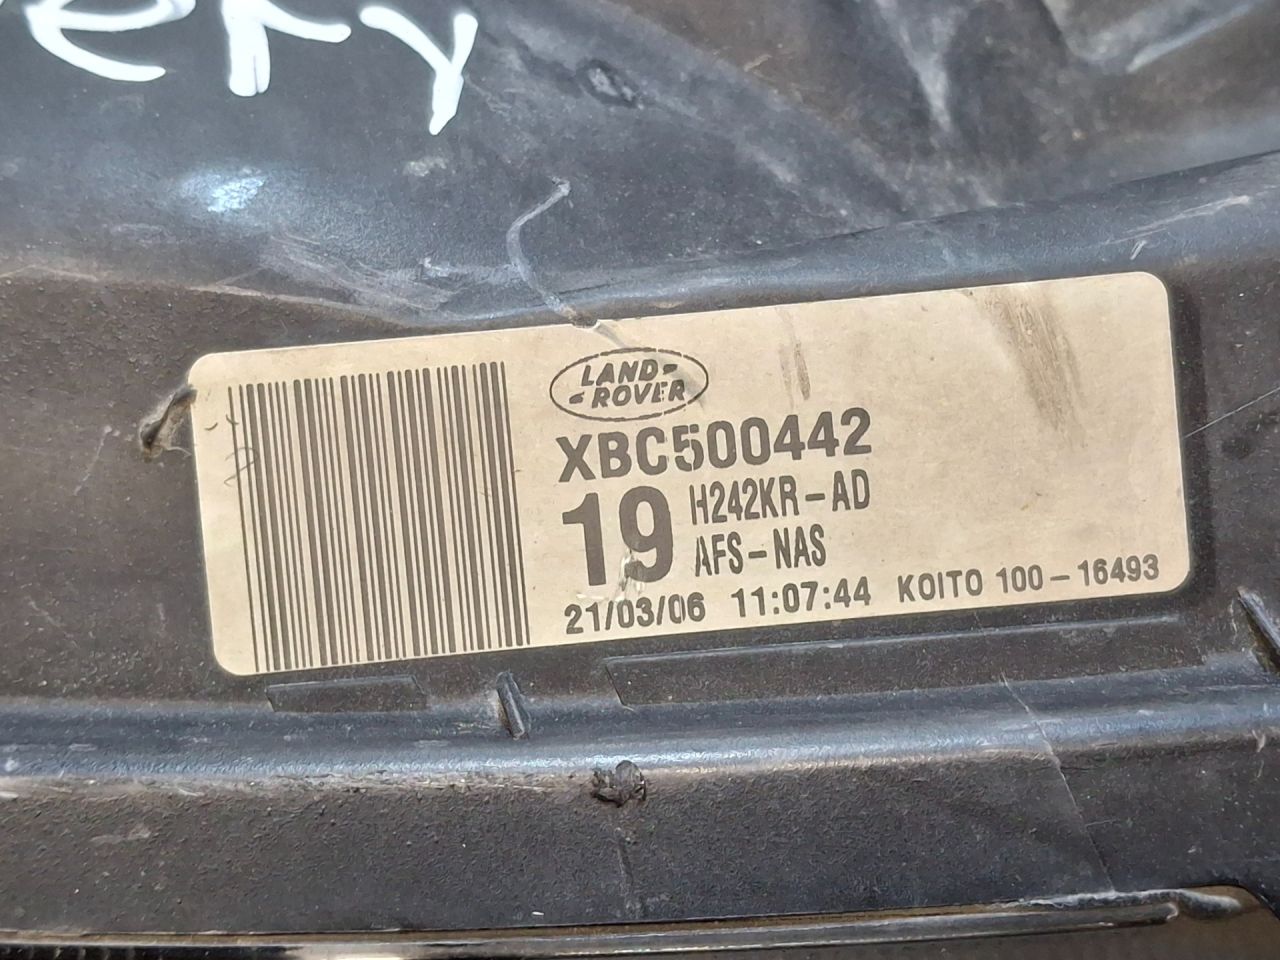 LAND-
-ROVER
XBC500442
19 H242KR-AD
AFS-NAS
21/03/06 11:07:44 KOITO 100-16493